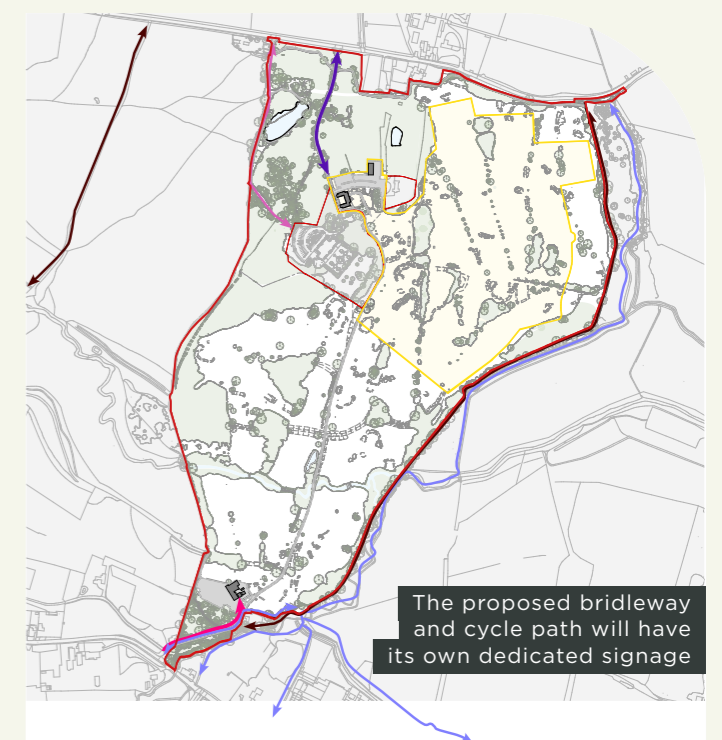 The proposed bridleway
and cycle path will have
its own dedicated signage